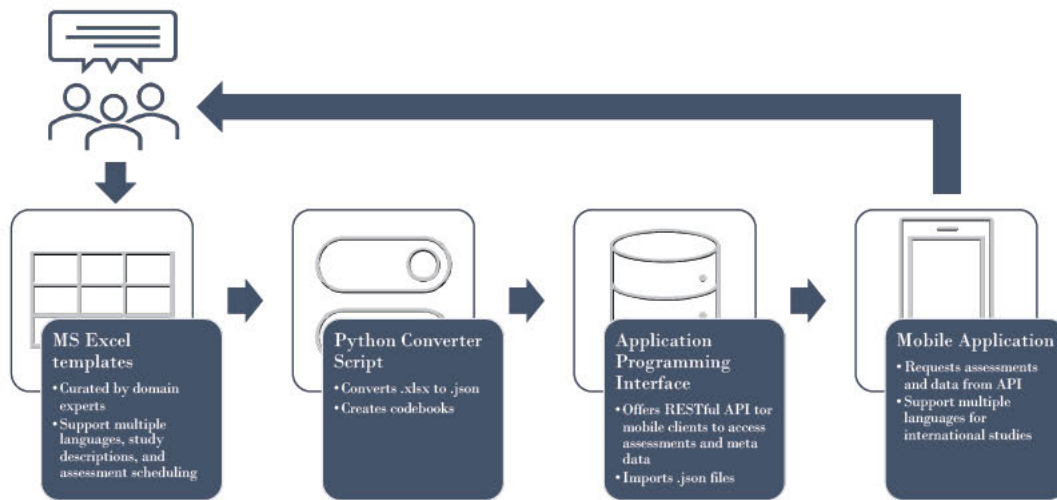 MS Excel
templates
• Curated by domain
experts
• Support multiple
languages, study
descriptions, and
assessment scheduling
Python Converter
Script
• Converts .xlsx to .json
• Creates codebooks
Application
Programming
Interface
• Offers RESTful API tor
mobile clients to access
assessments and meta
data
• Imports .json files
Mobile Application
• Requests assessments
and data from API
• Support multiple
languages for
international studies